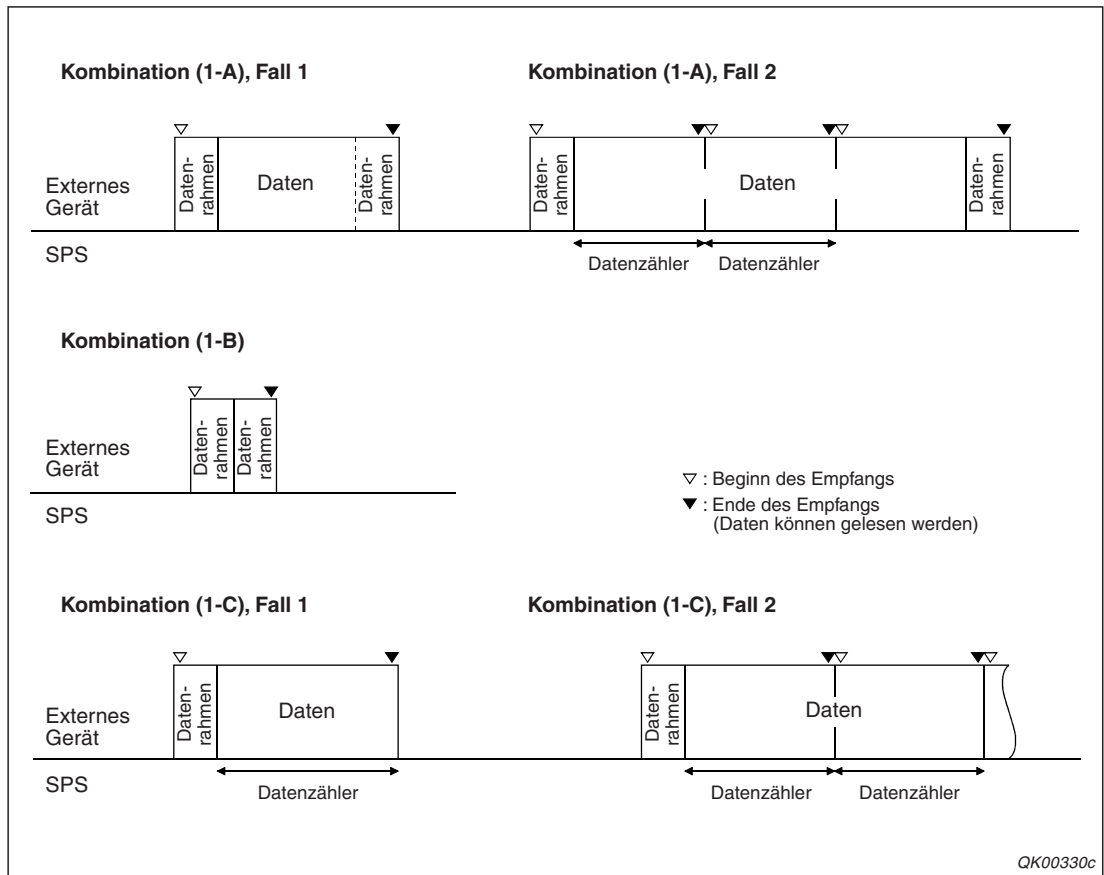 Kombination (1-A), Fall 1
Kombination (1-A), Fall 2
Externes
Gerät
Daten-
rahmen
Daten
Daten-
rahmen
SPS
Daten-
rahmen
Daten
Daten-
rahmen
Datenzähler
Datenzähler
Kombination (1-B)
Externes
Gerät
Daten-
rahmen
Daten-
rahmen
SPS
▽ : Beginn des Empfangs
▼ : Ende des Empfangs
(Daten können gelesen werden)
Kombination (1-C), Fall 1
Kombination (1-C), Fall 2
Externes
Gerät
Daten-
rahmen
Daten
SPS
Datenzähler
Daten-
rahmen
Daten
Datenzähler
Datenzähler
QK00330c